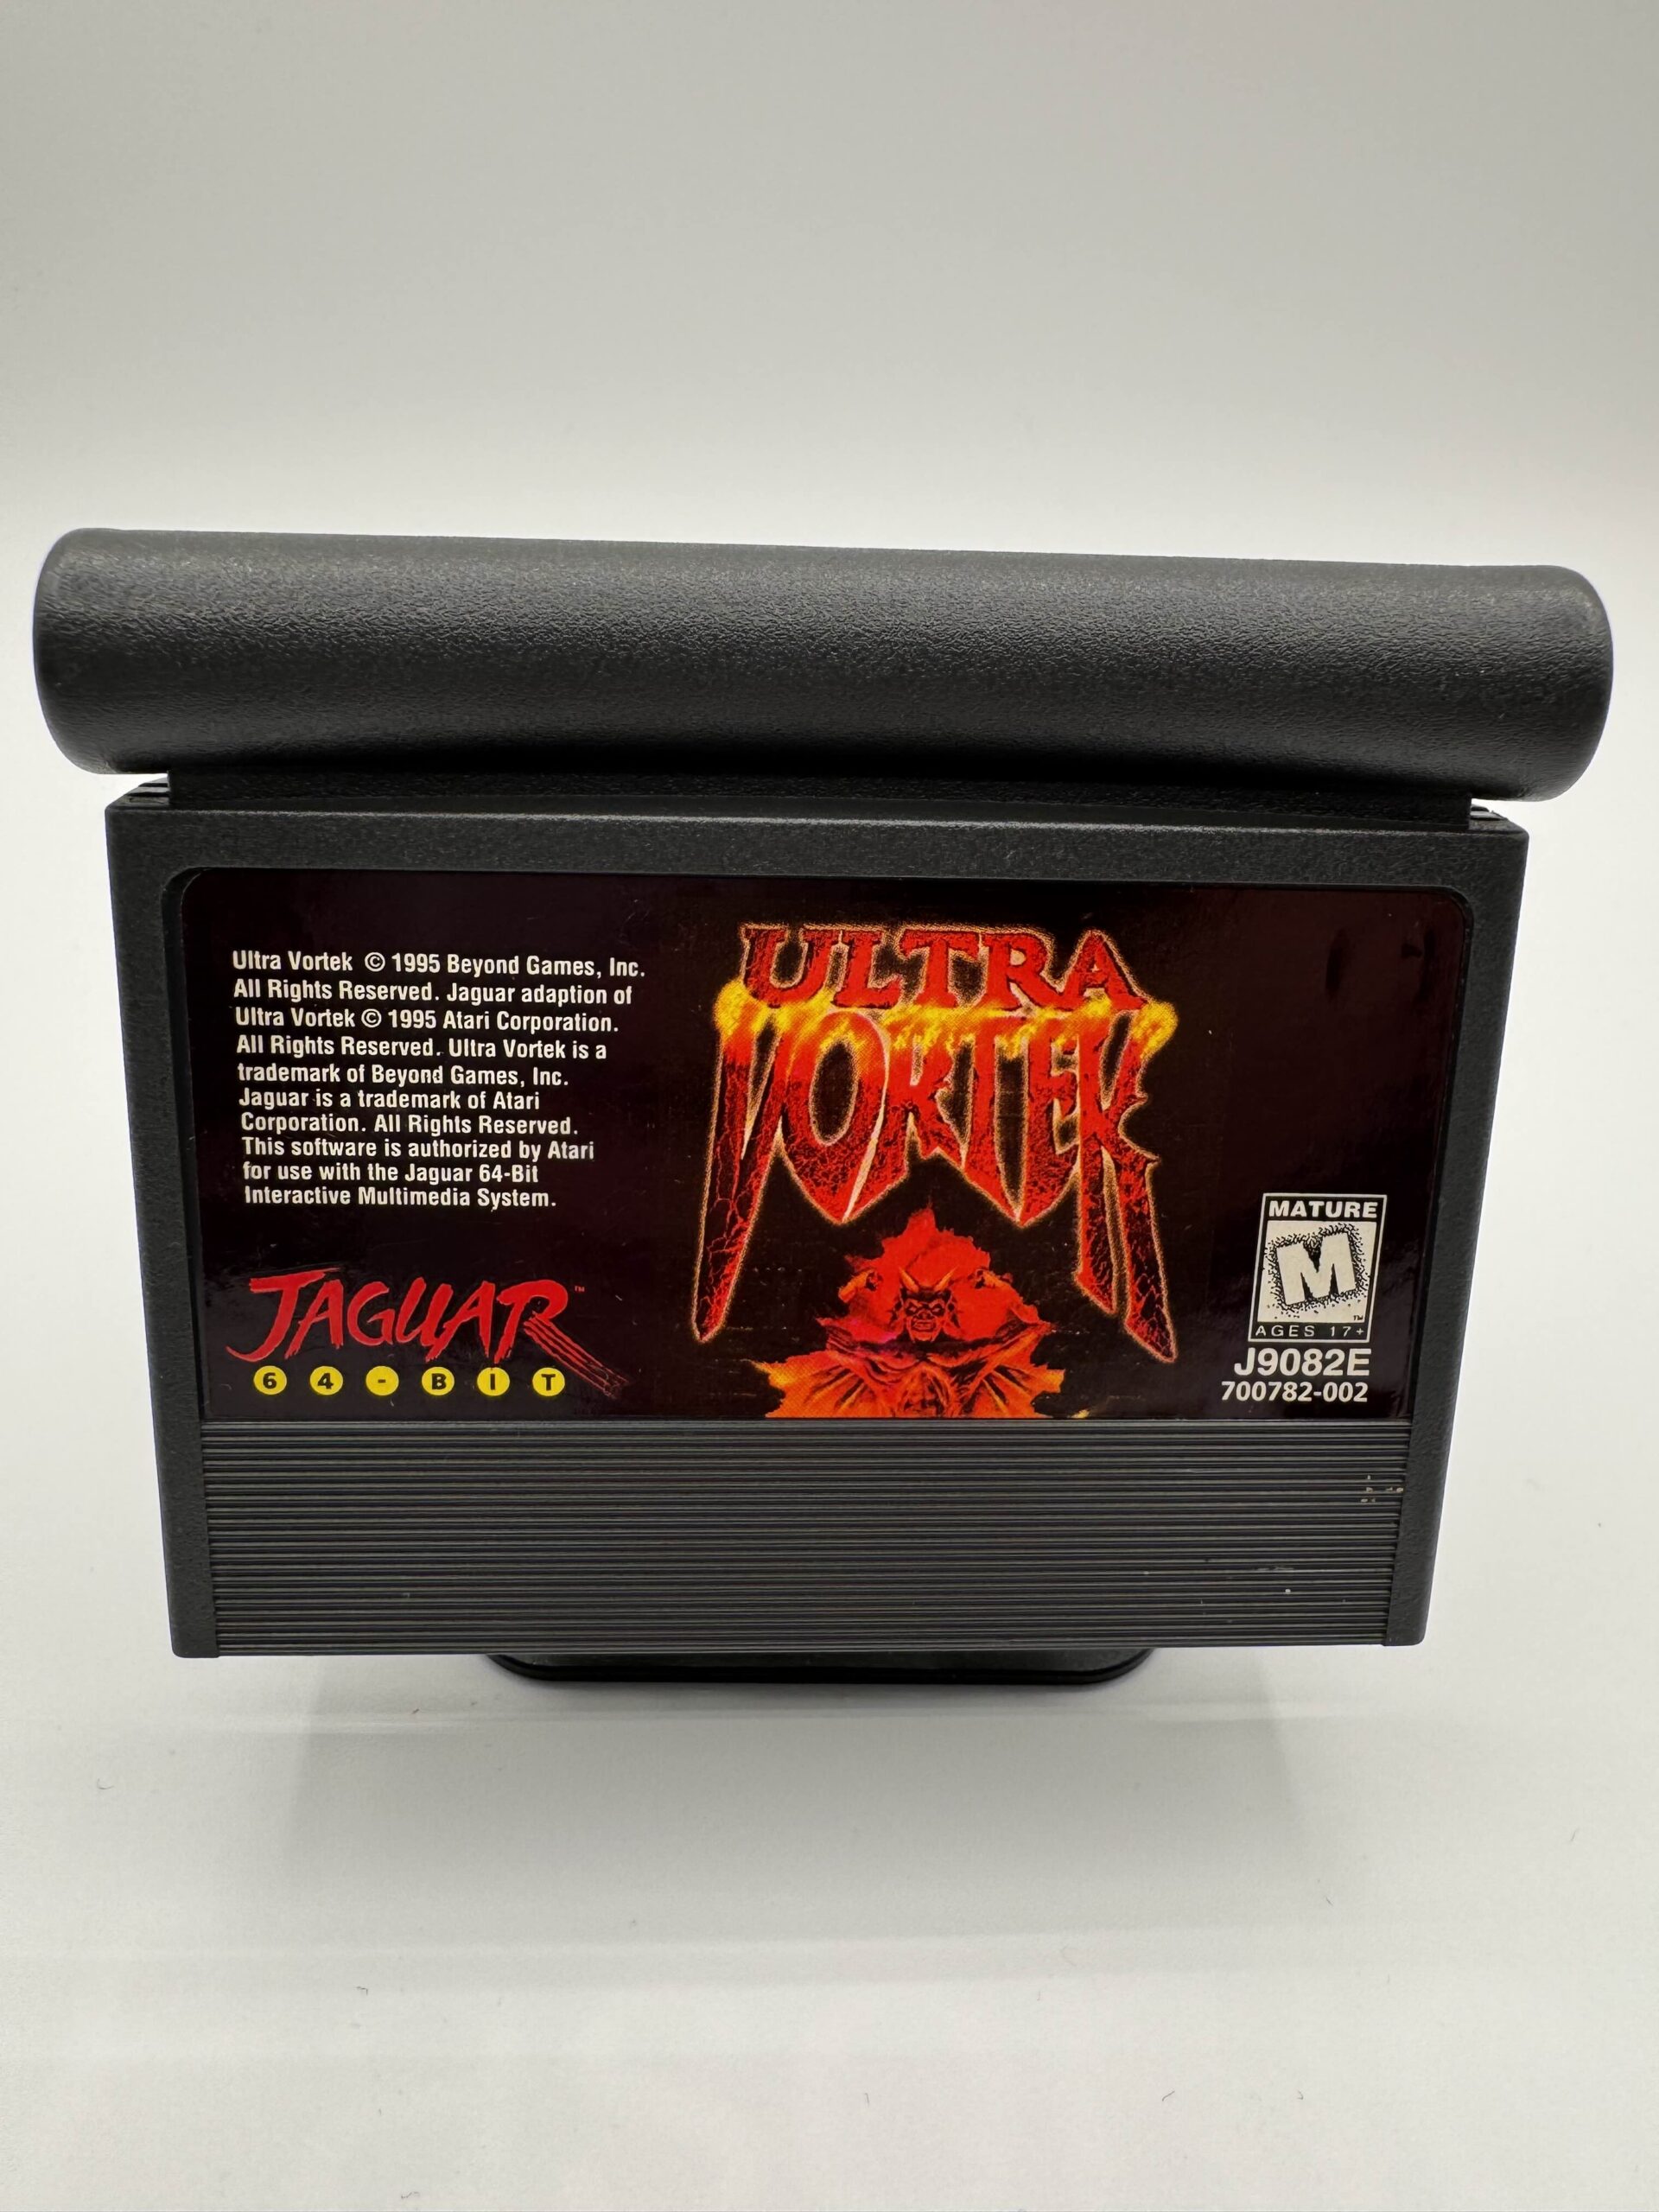 Ultra Vortek © 1995 Beyond Games, Inc.
All Rights Reserved. Jaguar adaption of
Ultra Vortek © 1995 Atari Corporation.
All Rights Reserved. Ultra Vortek is a
trademark of Beyond Games, Inc.
Jaguar is a trademark of Atari
Corporation. All Rights Reserved.
This software is authorized by Atari
for use with the Jaguar 64-Bit
Interactive Multimedia System.
JAGUAR™
64-BIT
ULTRA
VORTEK
MATURE
M
™
AGES 17+
J9082E
700782-002